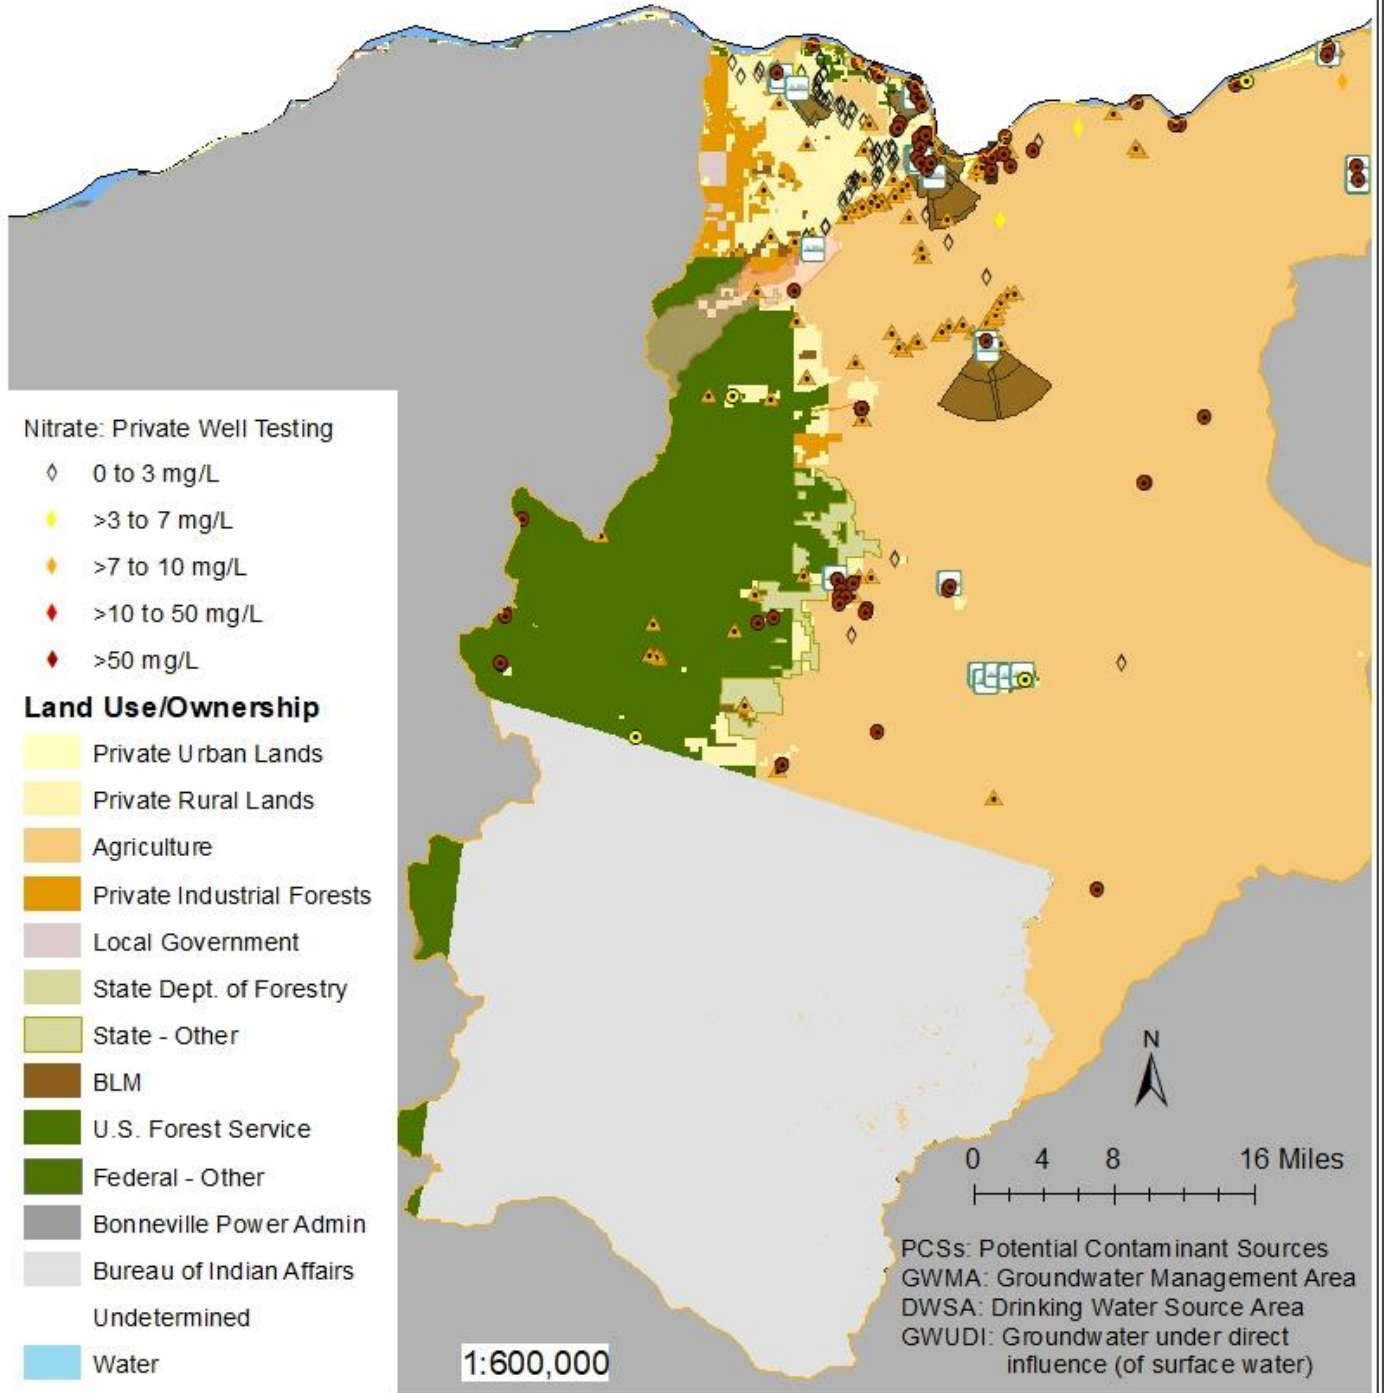 Nitrate: Private Well Testing
0 to 3 mg/L
>3 to 7 mg/L
>7 to 10 mg/L
>10 to 50 mg/L
>50 mg/L
Land Use/Ownership
Private Urban Lands
Private Rural Lands
Agriculture
Private Industrial Forests
Local Government
State Dept. of Forestry
State - Other
BLM
U.S. Forest Service
Federal - Other
Bonneville Power Admin
Bureau of Indian Affairs
Undetermined
Water
N
0 4 8 16 Miles
PCSs: Potential Contaminant Sources
GWMA: Groundwater Management Area
DWSA: Drinking Water Source Area
GWUDI: Groundwater under direct
influence (of surface water)
1:600,000